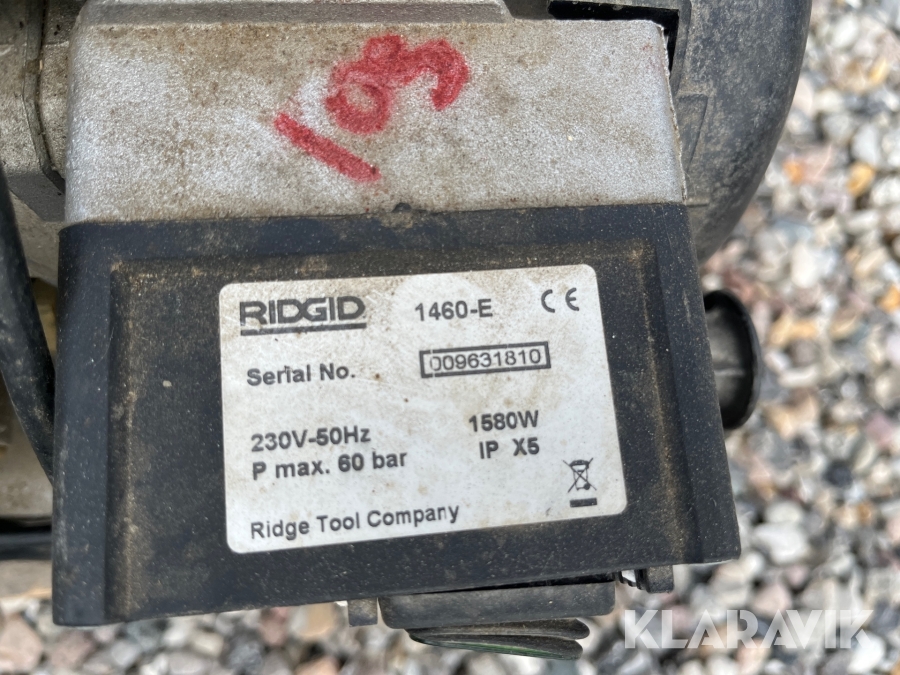 103
RIDGID 1460-E CE
Serial No. 009631810
230V-50Hz 1580W
P max. 60 bar IP X5
Ridge Tool Company
KLARAVIK